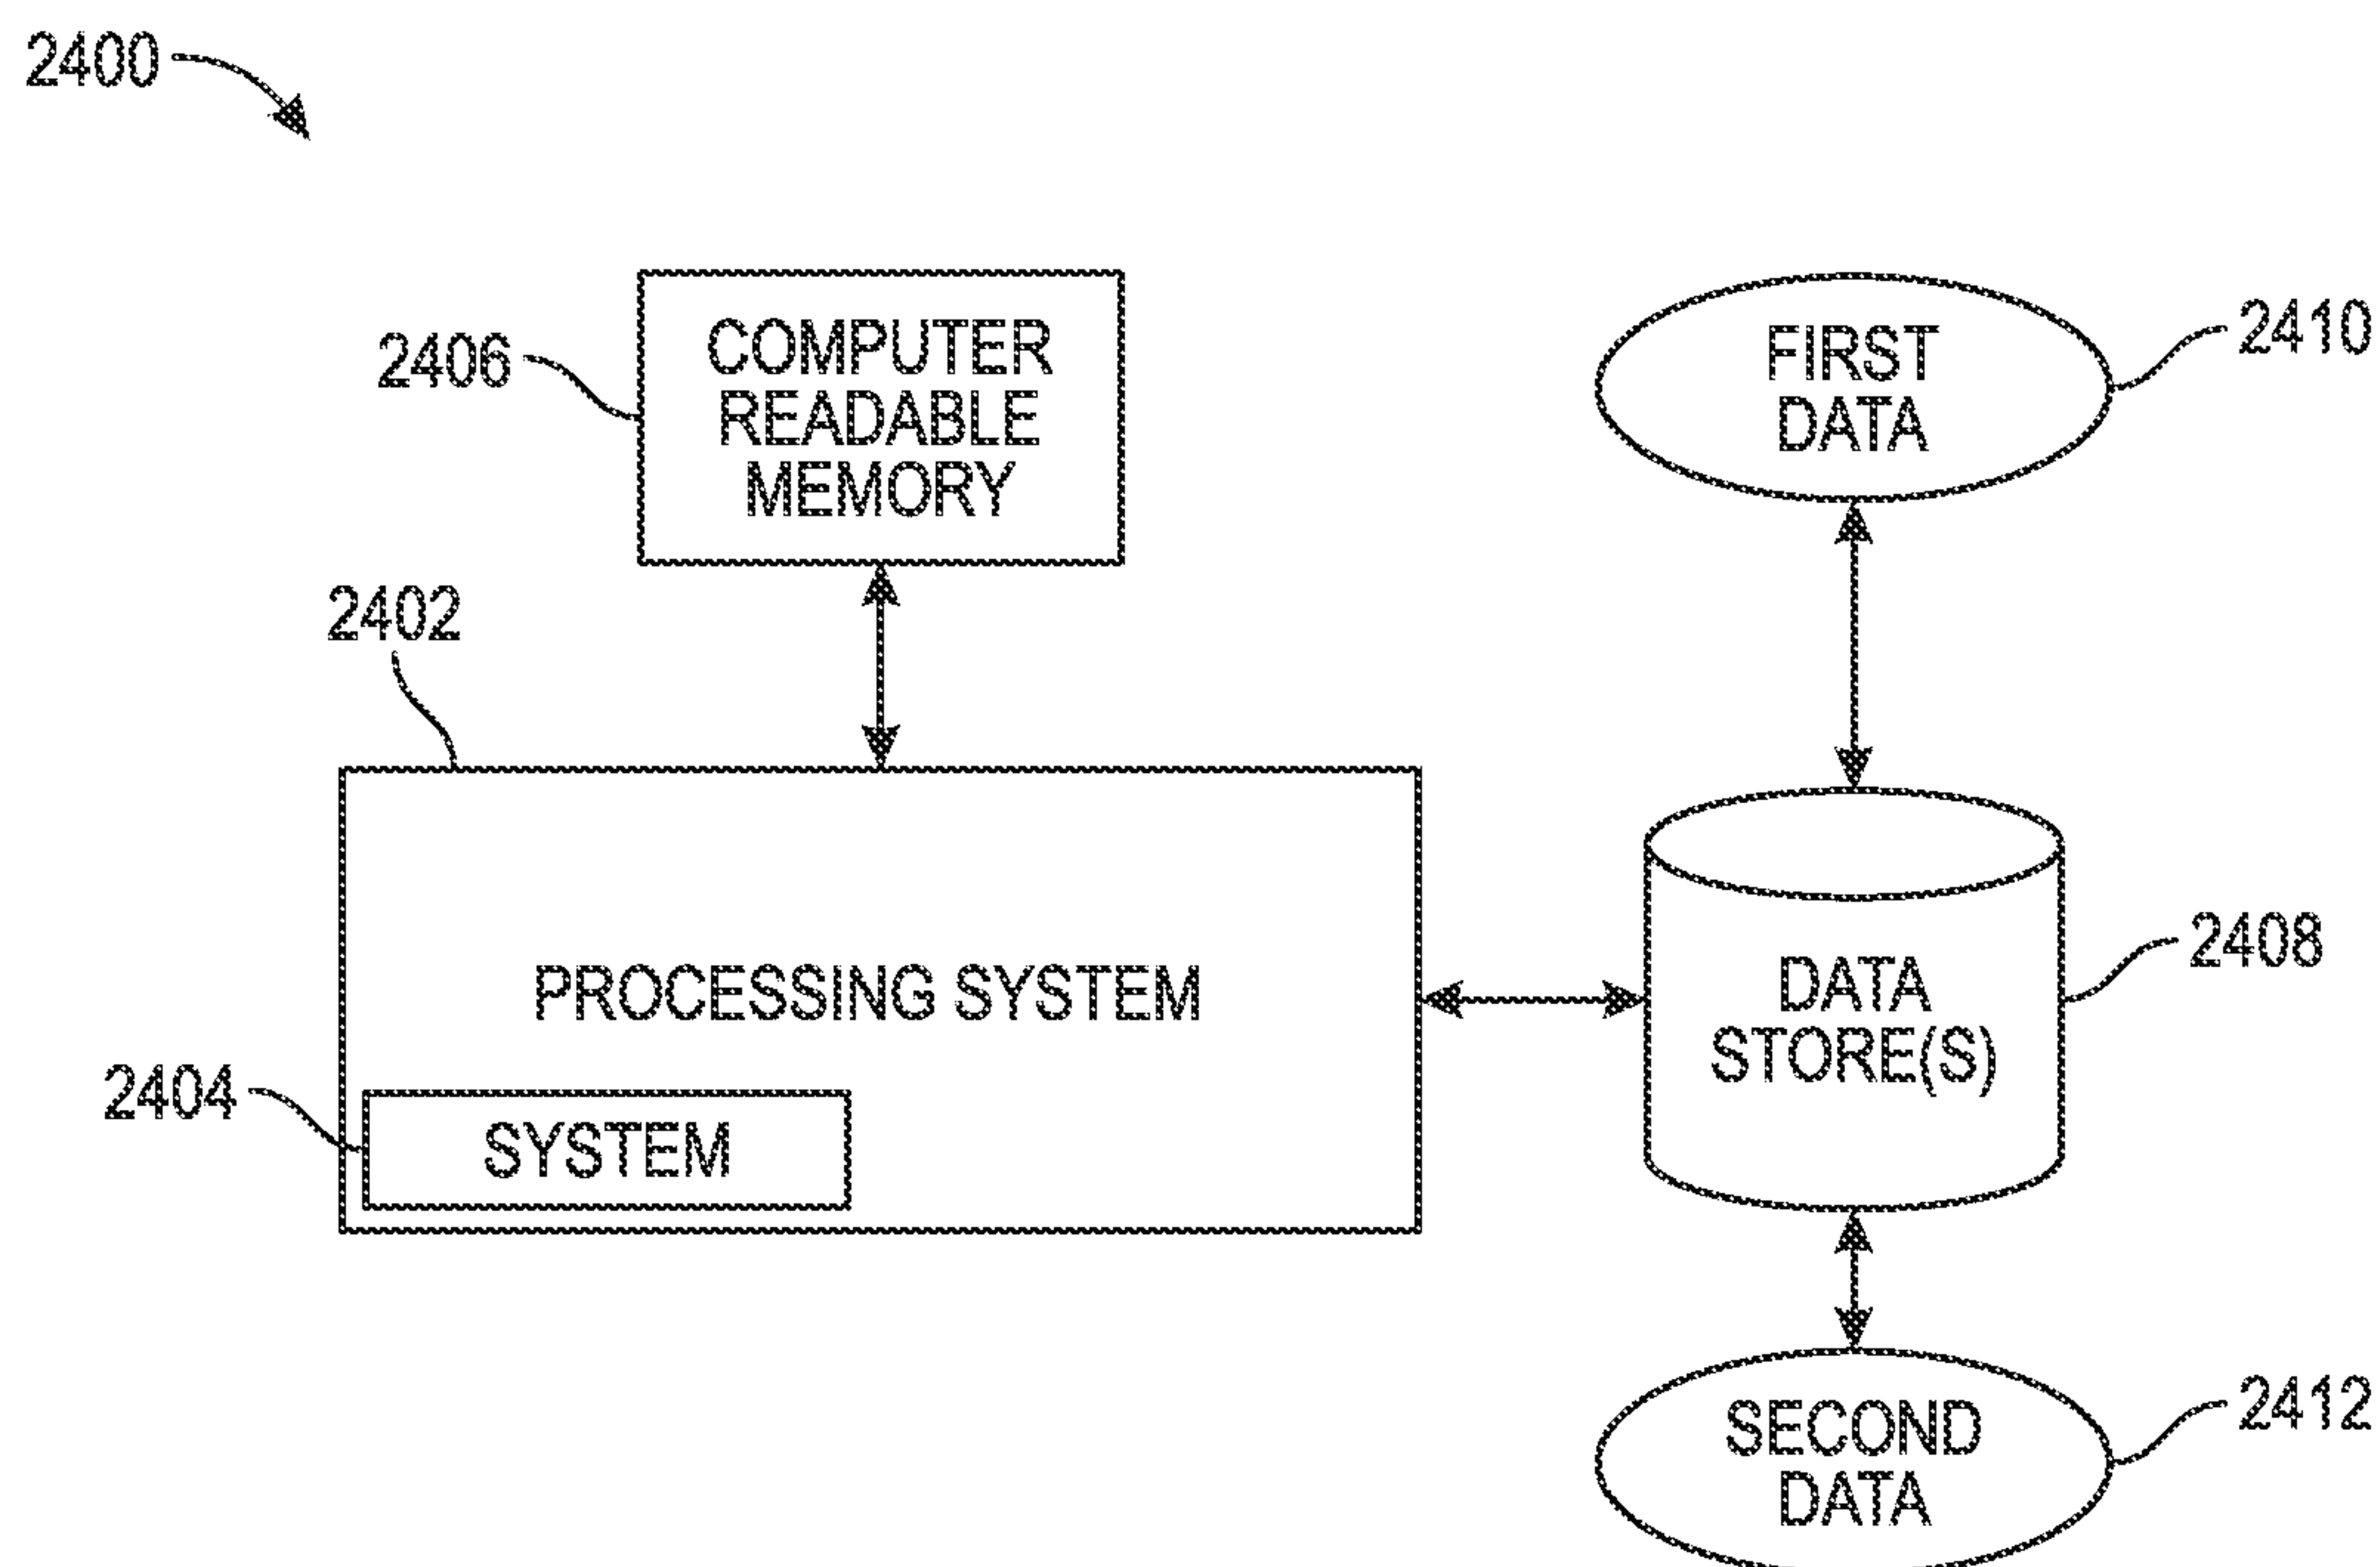 2400
2406
COMPUTER
READABLE
MEMORY
FIRST
DATA
2410
2402
PROCESSING SYSTEM
2404
SYSTEM
DATA
STORE(S)
2408
SECOND
DATA
2412